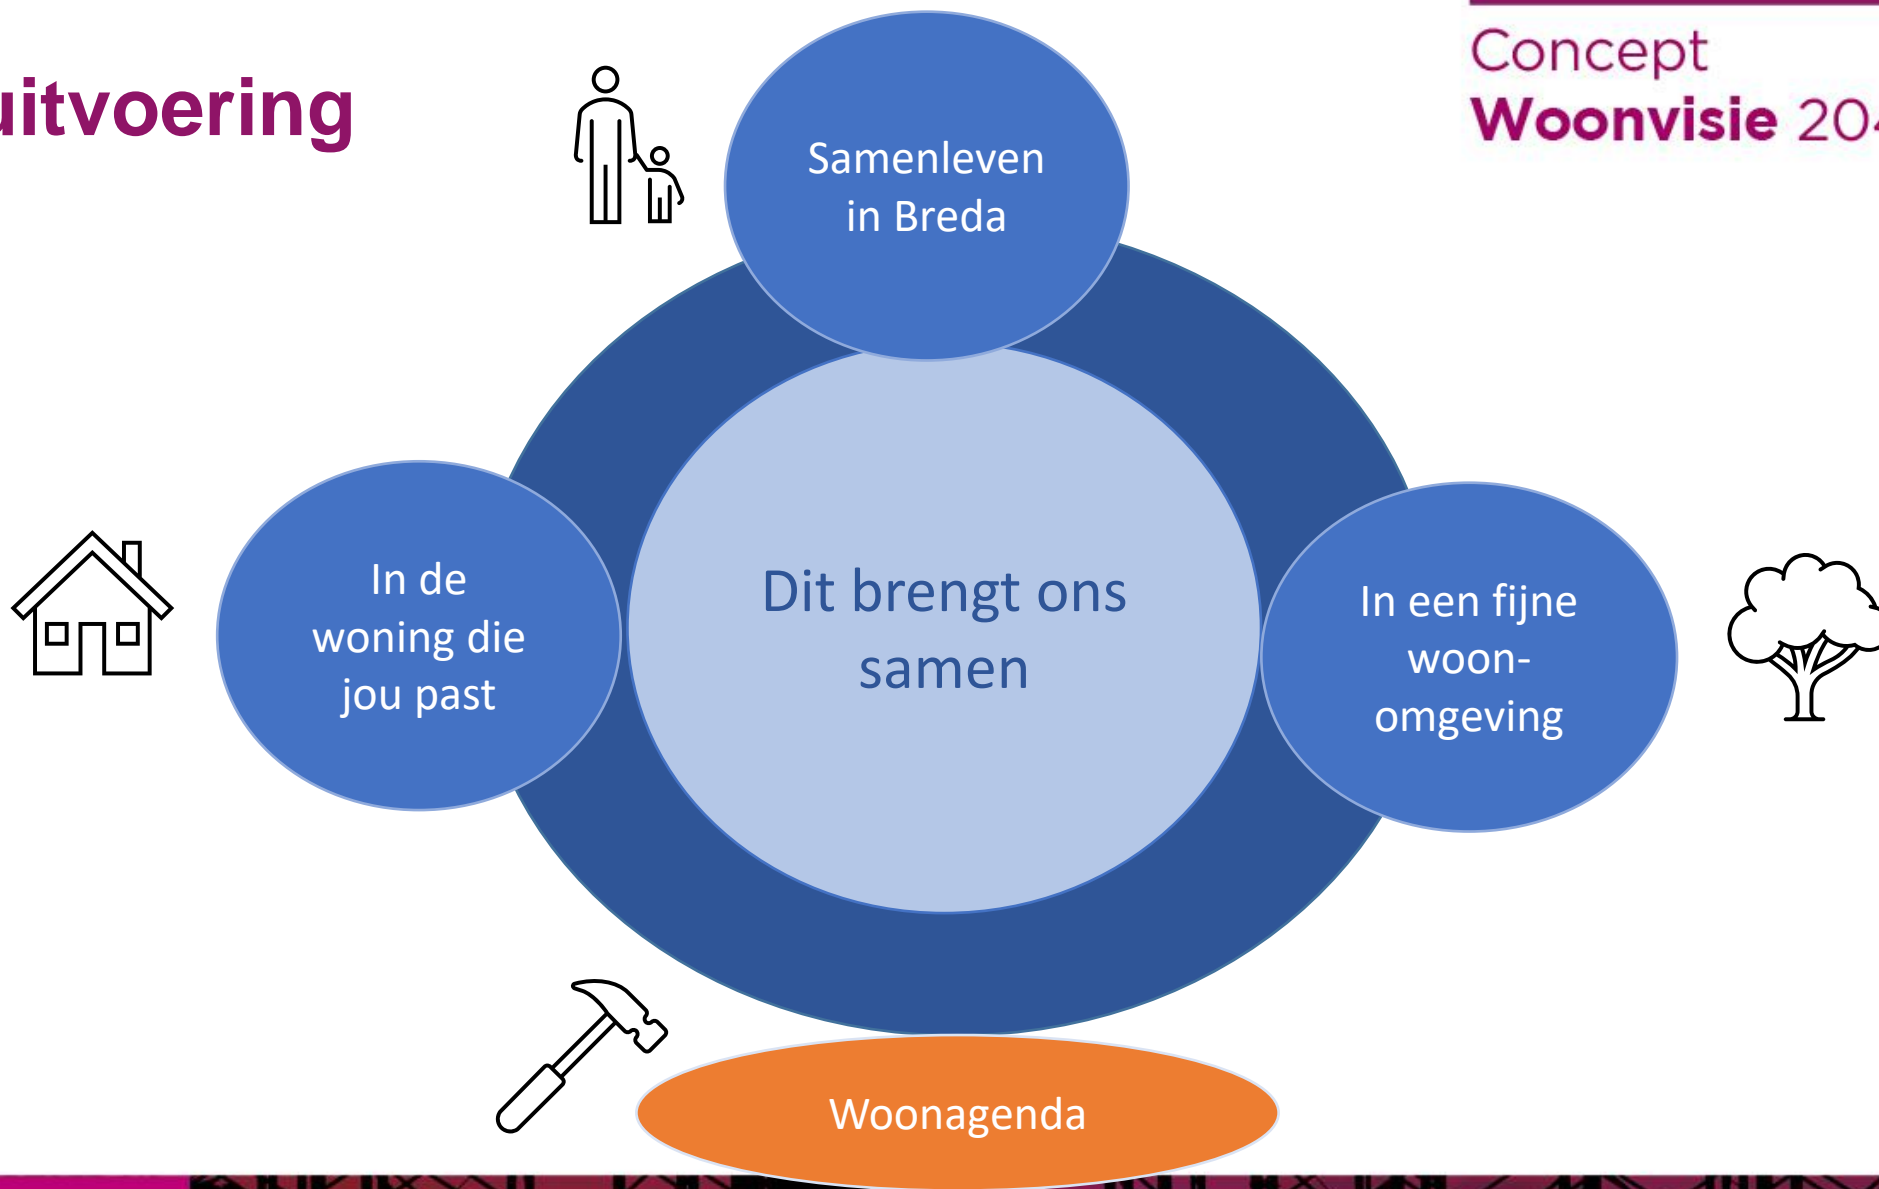 uitvoering
Concept
Woonvisie 204
Samenleven
in Breda
In de
woning die
jou past
Dit brengt ons
samen
In een fijne
woon-
omgeving
Woonagenda